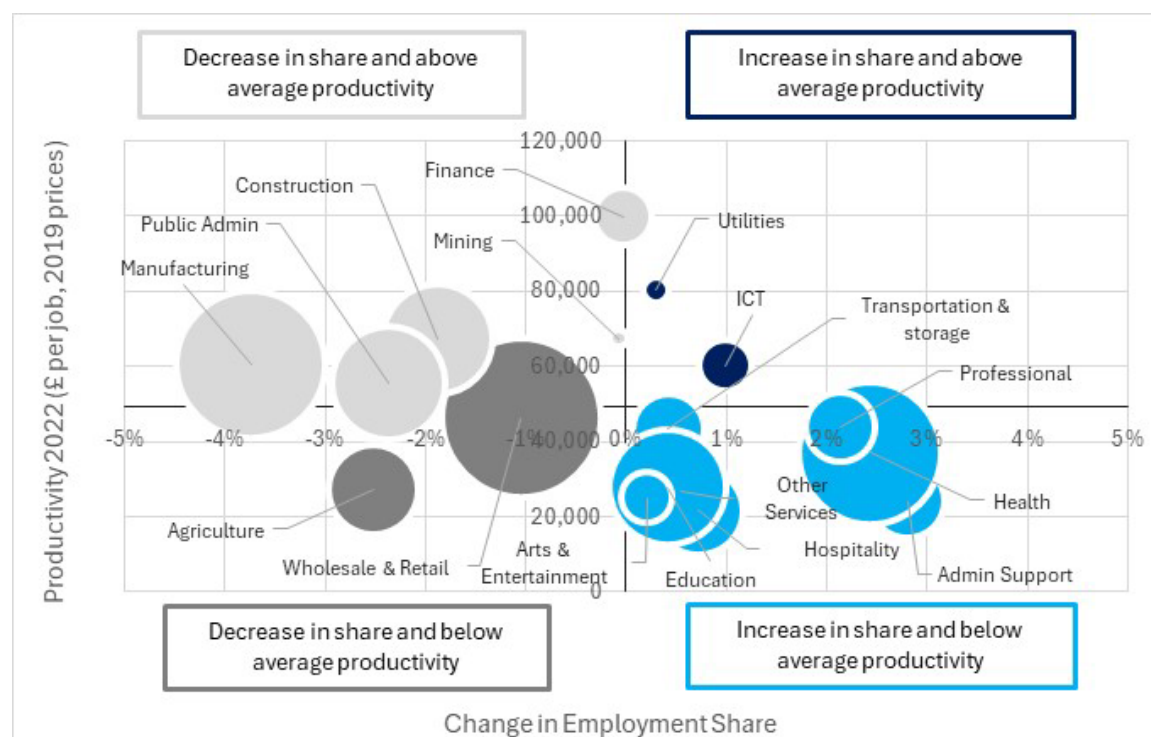 Decrease in share and above
average productivity
Increase in share and above
average productivity
Productivity 2022 (£ per job, 2019 prices)
120,000
100,000
80,000
60,000
40,000
20,000
0
-5%
-4%
-3%
-2%
-1%
0%
1%
2%
3%
4%
5%
Finance
Construction
Utilities
Public Admin
Mining
Manufacturing
ICT
Transportation &
storage
Professional
Other
Services
Health
Agriculture
Hospitality
Wholesale & Retail
Arts &
Entertainment
Education
Admin Support
Decrease in share and below
average productivity
Increase in share and below
average productivity
Change in Employment Share